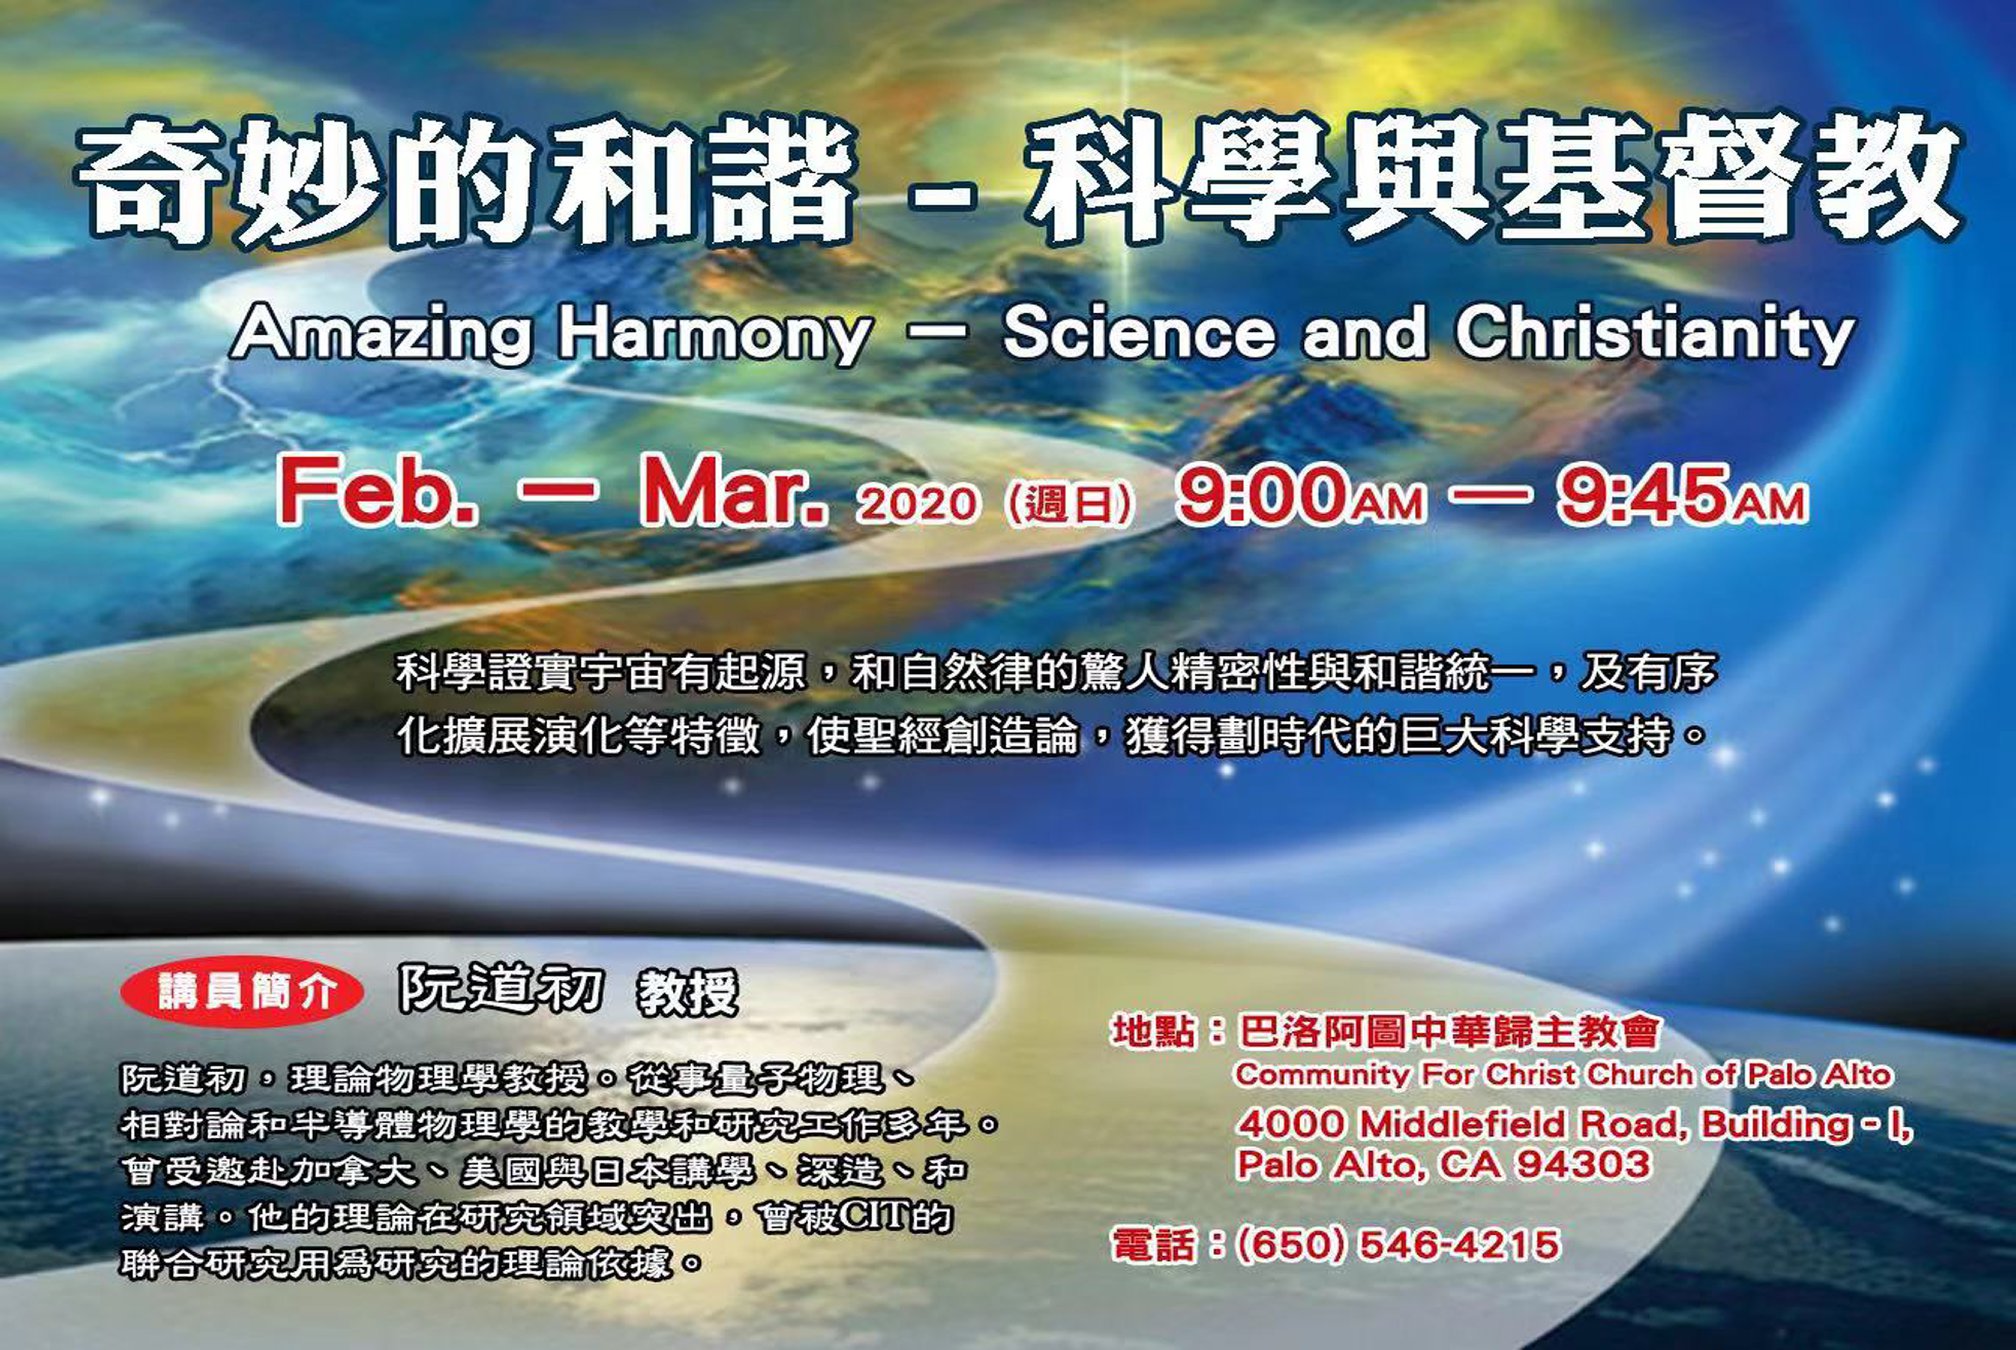 奇妙的和諧 - 科學與基督教
Amazing Harmony — Science and Christianity
Feb. — Mar. 2020 (週日) 9:00AM — 9:45AM
科學證實宇宙有起源，和自然律的驚人精密性與和諧統一，及有序
化擴展演化等特徵，使聖經創造論，獲得劃時代的巨大科學支持。
講員簡介 阮道初 教授
阮道初，理論物理學教授。從事量子物理、
相對論和半導體物理學的教學和研究工作多年。
曾受邀赴加拿大、美國與日本講學、深造、和
演講。他的理論在研究領域突出，曾被CIT的
聯合研究用爲研究的理論依據。
地點：巴洛阿圖中華歸主教會
Community For Christ Church of Palo Alto
4000 Middlefield Road, Building - I,
Palo Alto, CA 94303
電話：(650) 546-4215